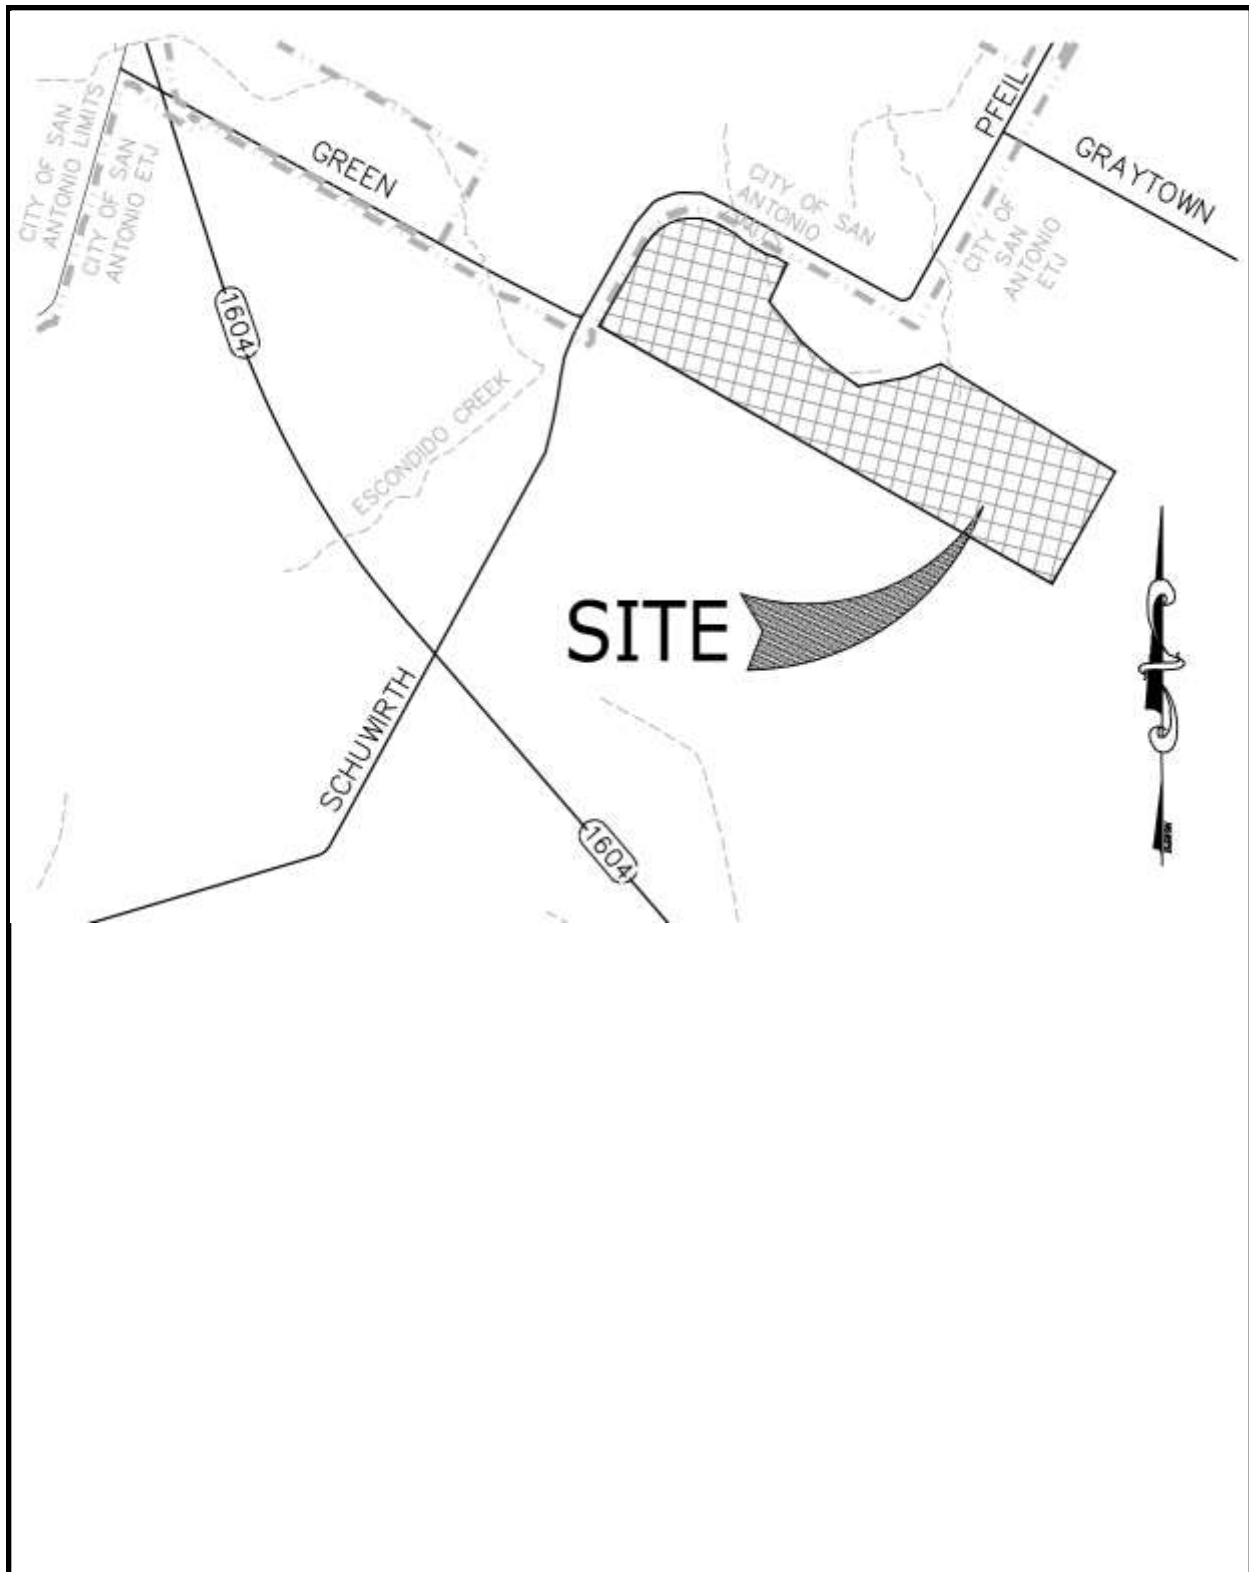 CITY OF SAN
ANTONIO LIMITS
CITY OF SAN
ANTONIO ETJ
GREEN
PFEIL
GRAYTOWN
CITY OF SAN
ANTONIO
CITY OF
SAN
ANTONIO
ETJ
1604
ESCONDIDO CREEK
SITE
SCHUWIRTH
1604